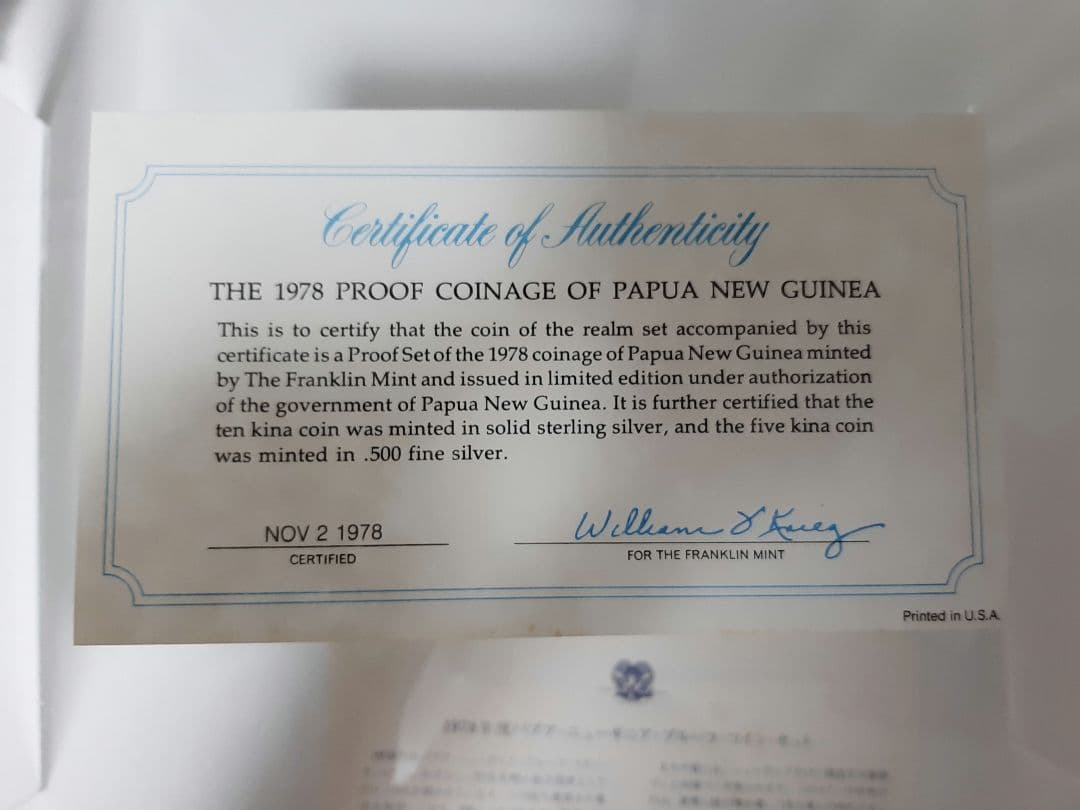 Certificate of Authenticity
THE 1978 PROOF COINAGE OF PAPUA NEW GUINEA
This is to certify that the coin of the realm set accompanied by this
certificate is a Proof Set of the 1978 coinage of Papua New Guinea minted
by The Franklin Mint and issued in limited edition under authorization
of the government of Papua New Guinea. It is further certified that the
ten kina coin was minted in solid sterling silver, and the five kina coin
was minted in .500 fine silver.
NOV 2 1978
CERTIFIED
William
FOR THE FRANKLIN MINT
Printed in U.S.A.